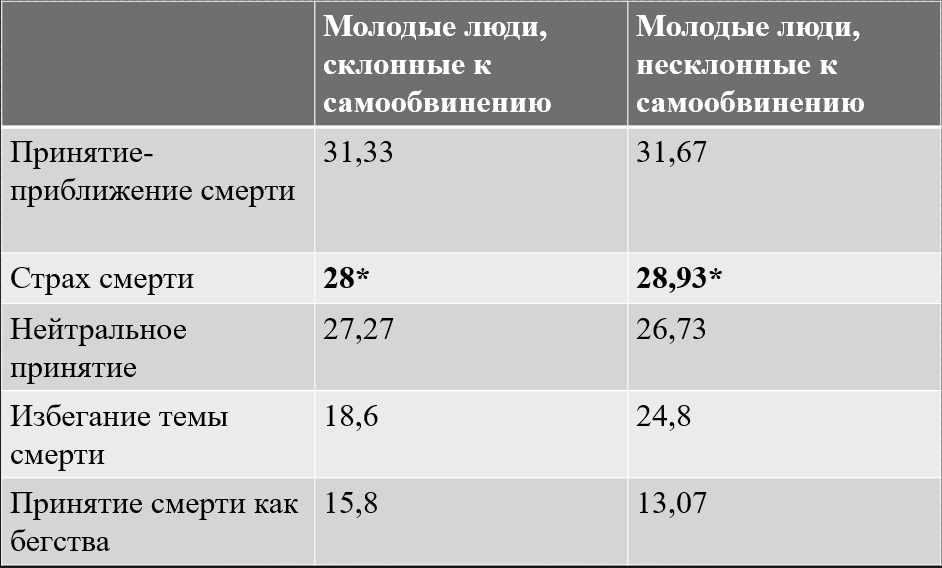 Молодые люди,
склонные к
самообвинению
Молодые люди,
несклонные к
самообвинению
Принятие-
приближение смерти
31,33
31,67
Страх смерти
28*
28,93*
Нейтральное
принятие
27,27
26,73
Избегание темы
смерти
18,6
24,8
Принятие смерти как
бегства
15,8
13,07